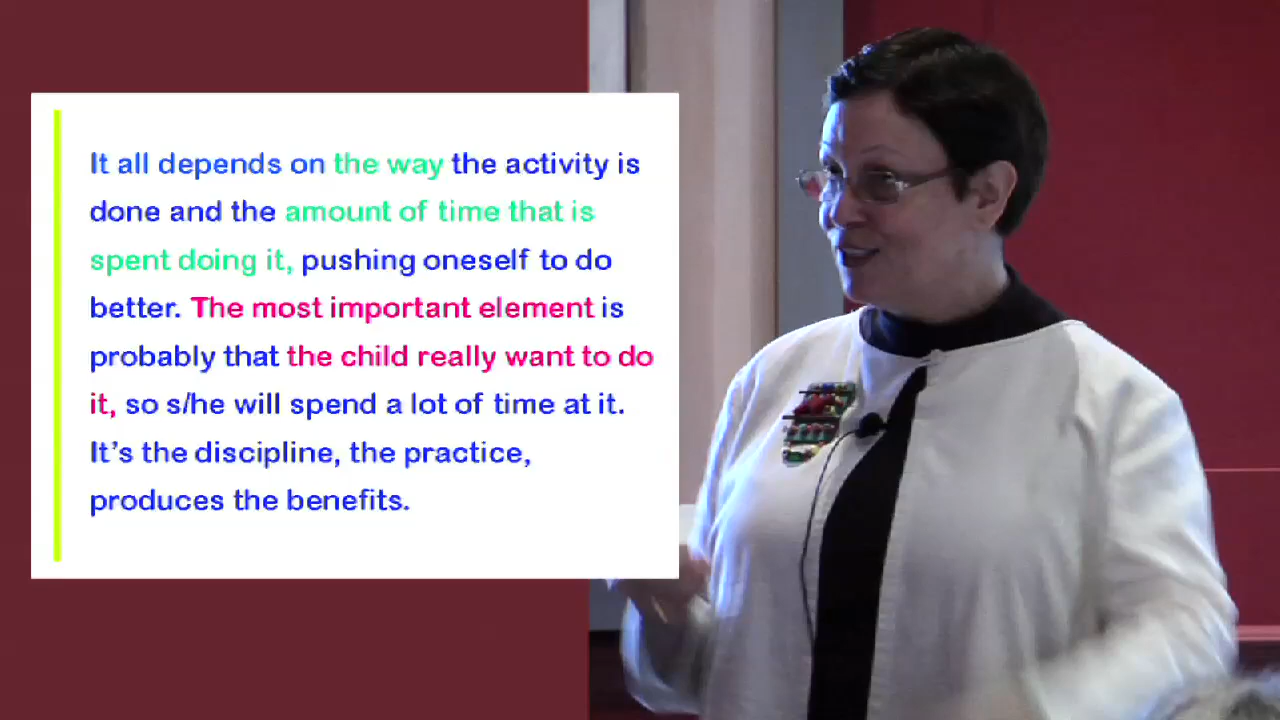 It all depends on the way the activity is
done and the amount of time that is
spent doing it, pushing oneself to do
better. The most important element is
probably that the child really want to do
it, so s/he will spend a lot of time at it.
It's the discipline, the practice,
produces the benefits.